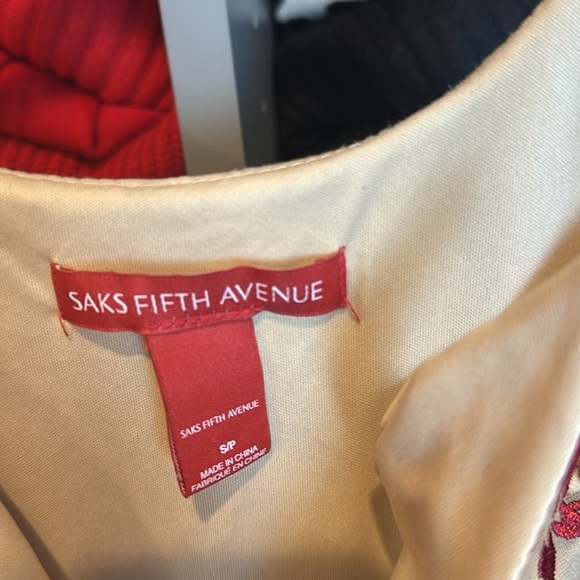 SAKS FIFTH AVENUE
SAKS FIFTH AVENUE
S/P
MADE IN CHINA
FABRIQUÉ EN CHINE